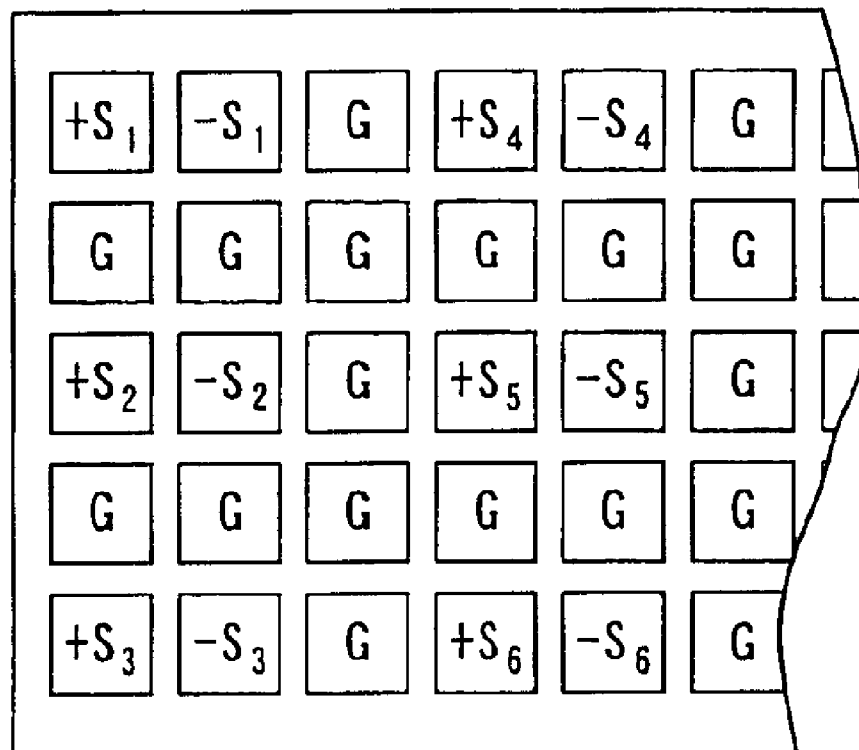 +S₁ -S₁ G +S₄ -S₄ G
G G G G G G
+S₂ -S₂ G +S₅ -S₅ G
G G G G G G
+S₃ -S₃ G +S₆ -S₆ G